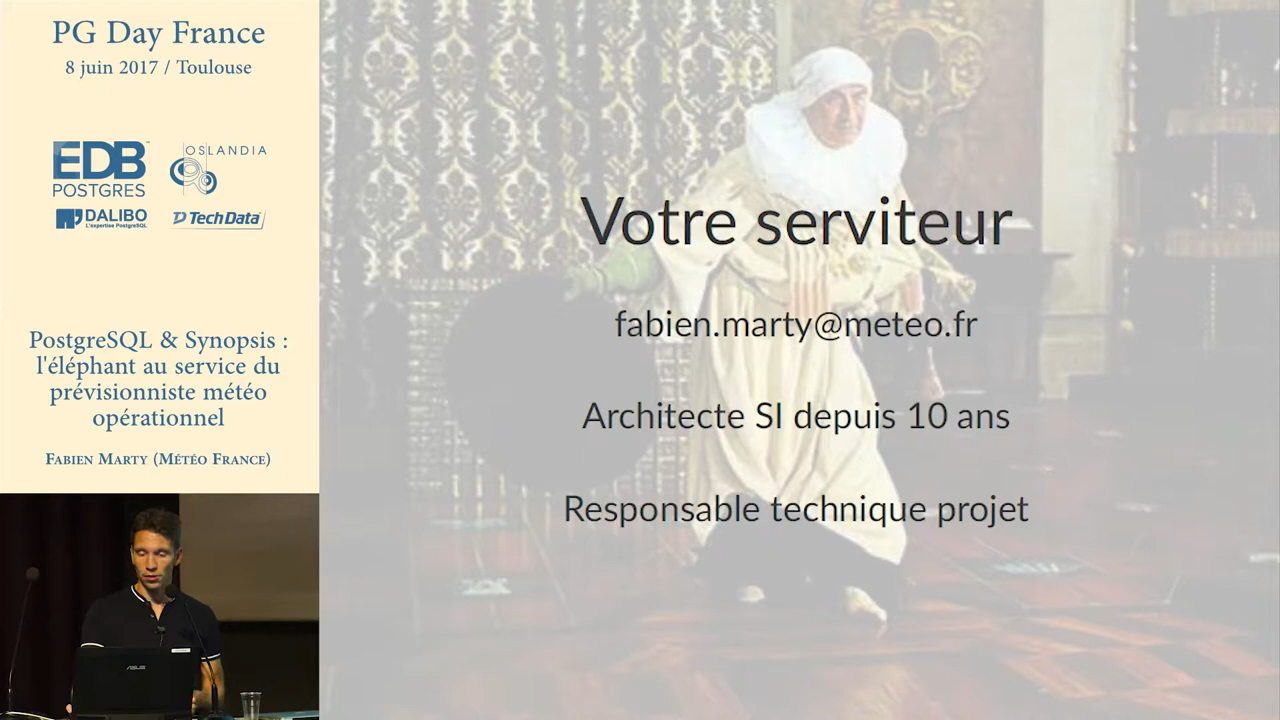 PG Day France
8 juin 2017 / Toulouse
EDB
POSTGRES
OSLANDIA
DALIBO
L'expertise PostgreSQL
Tech Data
PostgreSQL & Synopsis :
l'éléphant au service du
prévisionniste météo
opérationnel
Fabien Marty (Météo France)
Votre serviteur
fabien.marty@meteo.fr
Architecte SI depuis 10 ans
Responsable technique projet
ASUS